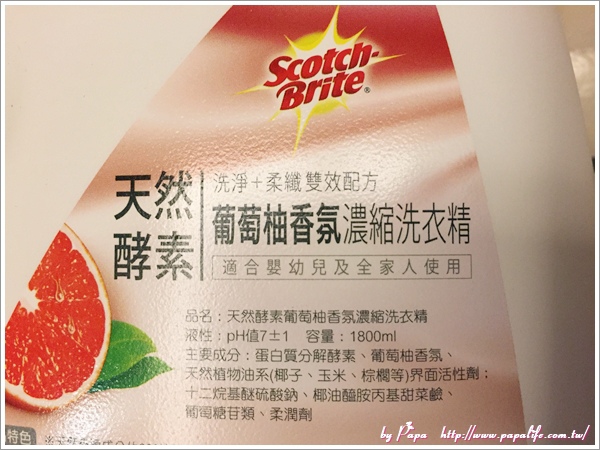 Scotch-
Brite®
天然
酵素
洗淨+柔纖 雙效配方
葡萄柚香氛濃縮洗衣精
適合嬰幼兒及全家人使用
品名：天然酵素葡萄柚香氛濃縮洗衣精
液性：pH值7±1 容量：1800ml
主要成分：蛋白質分解酵素、葡萄柚香氛、
天然植物油系(椰子、玉米、棕櫚等)界面活性劑；
十二烷基醚硫酸鈉、椰油醯胺丙基甜菜鹼、
葡萄糖苷類、柔潤劑
特色
by Papa http://www.papalife.com.tw/